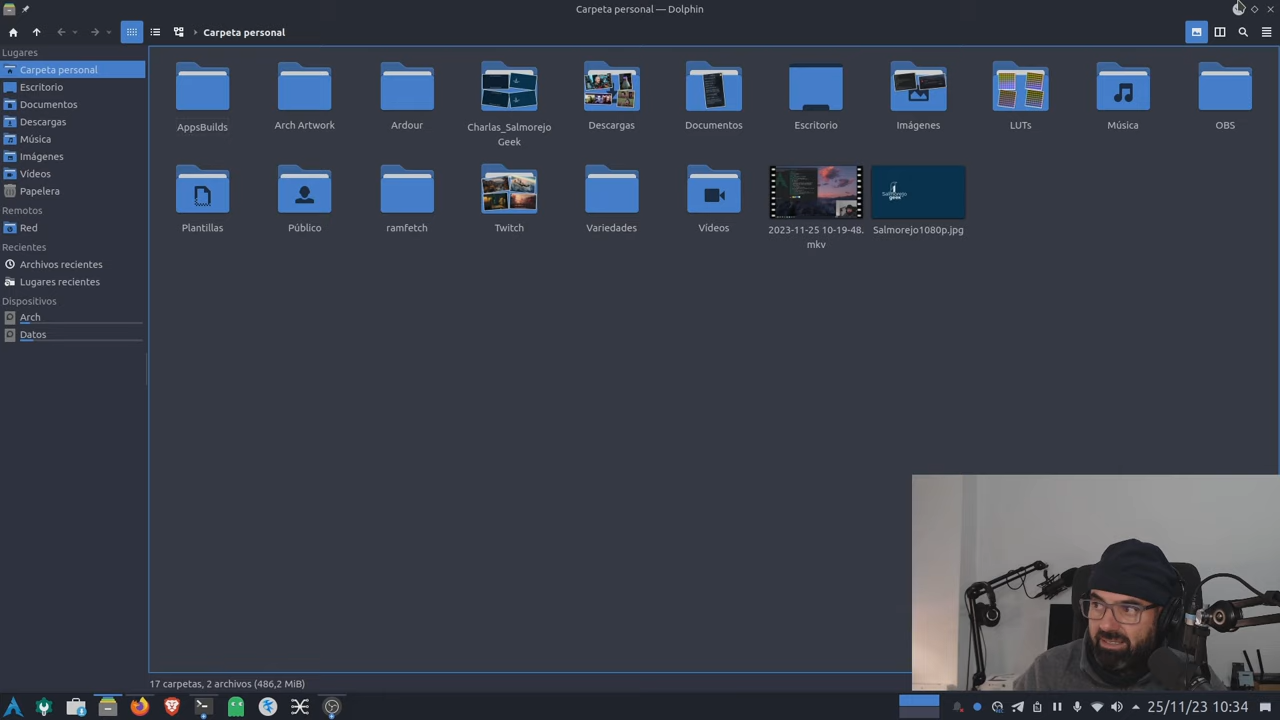 Carpeta personal — Dolphin
Carpeta personal
Lugares
Carpeta personal
Escritorio
Documentos
Descargas
Música
Imágenes
Vídeos
Papelera
Remotos
Red
Recientes
Archivos recientes
Lugares recientes
Dispositivos
Arch
Datos
AppsBuilds
Arch Artwork
Ardour
Charlas_Salmorejo
Geek
Descargas
Documentos
Escritorio
Imágenes
LUTs
Música
OBS
Plantillas
Público
ramfetch
Twitch
Variedades
Vídeos
2023-11-25 10-19-48.
mkv
Salmorejo
geek
Salmorejo1080p.jpg
17 carpetas, 2 archivos (486,2 MiB)
25/11/23 10:34